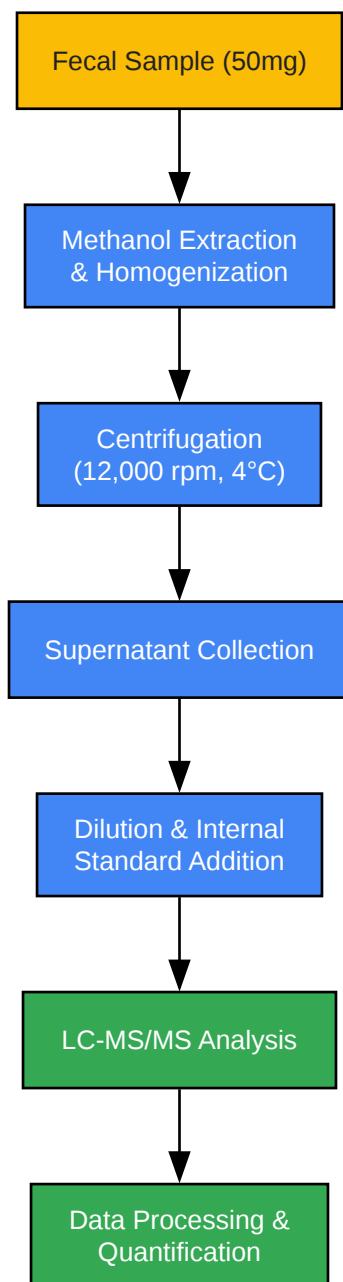 Fecal Sample (50mg)
Methanol Extraction
& Homogenization
Centrifugation
(12,000 rpm, 4°C)
Supernatant Collection
Dilution & Internal
Standard Addition
LC-MS/MS Analysis
Data Processing &
Quantification